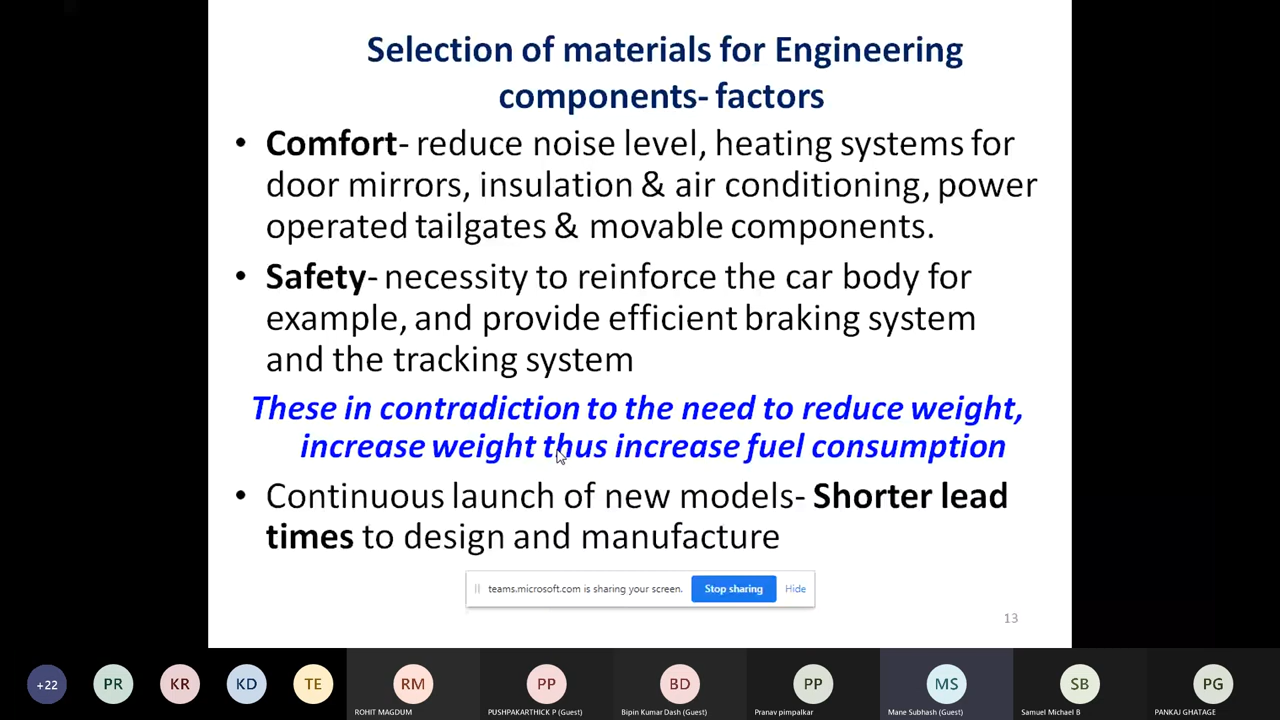 Selection of materials for Engineering
components- factors
• Comfort- reduce noise level, heating systems for
door mirrors, insulation & air conditioning, power
operated tailgates & movable components.
• Safety- necessity to reinforce the car body for
example, and provide efficient braking system
and the tracking system
These in contradiction to the need to reduce weight,
increase weight thus increase fuel consumption
• Continuous launch of new models- Shorter lead
times to design and manufacture
teams.microsoft.com is sharing your screen. Stop sharing Hide
13
+22 PR KR KD TE RM PP BD PP MS SB PG
ROHIT MAGDUM PUSHPAKARTHICK P (Guest) Bipin Kumar Dash (Guest) Pranav pimpalkar Mane Subhash (Guest) Samuel Michael B PANKAJ GHATAGE